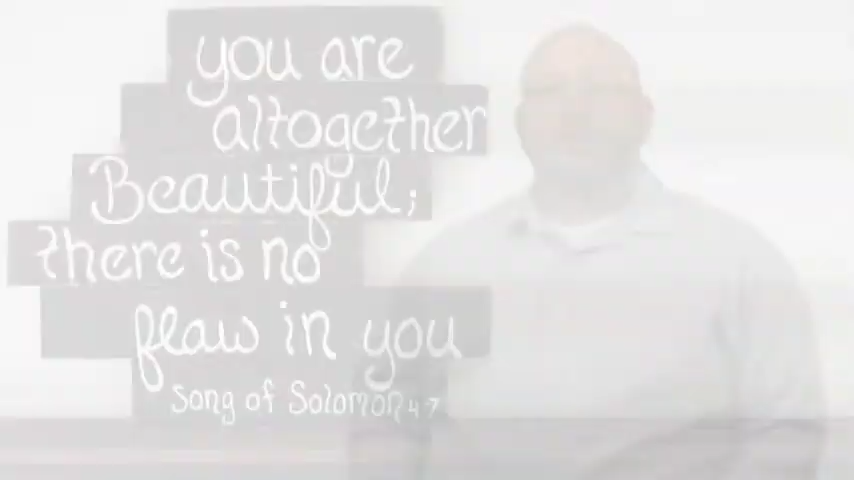 you are
altogether
Beautiful;
there is no
flaw in you
Song of Solomon 4:7